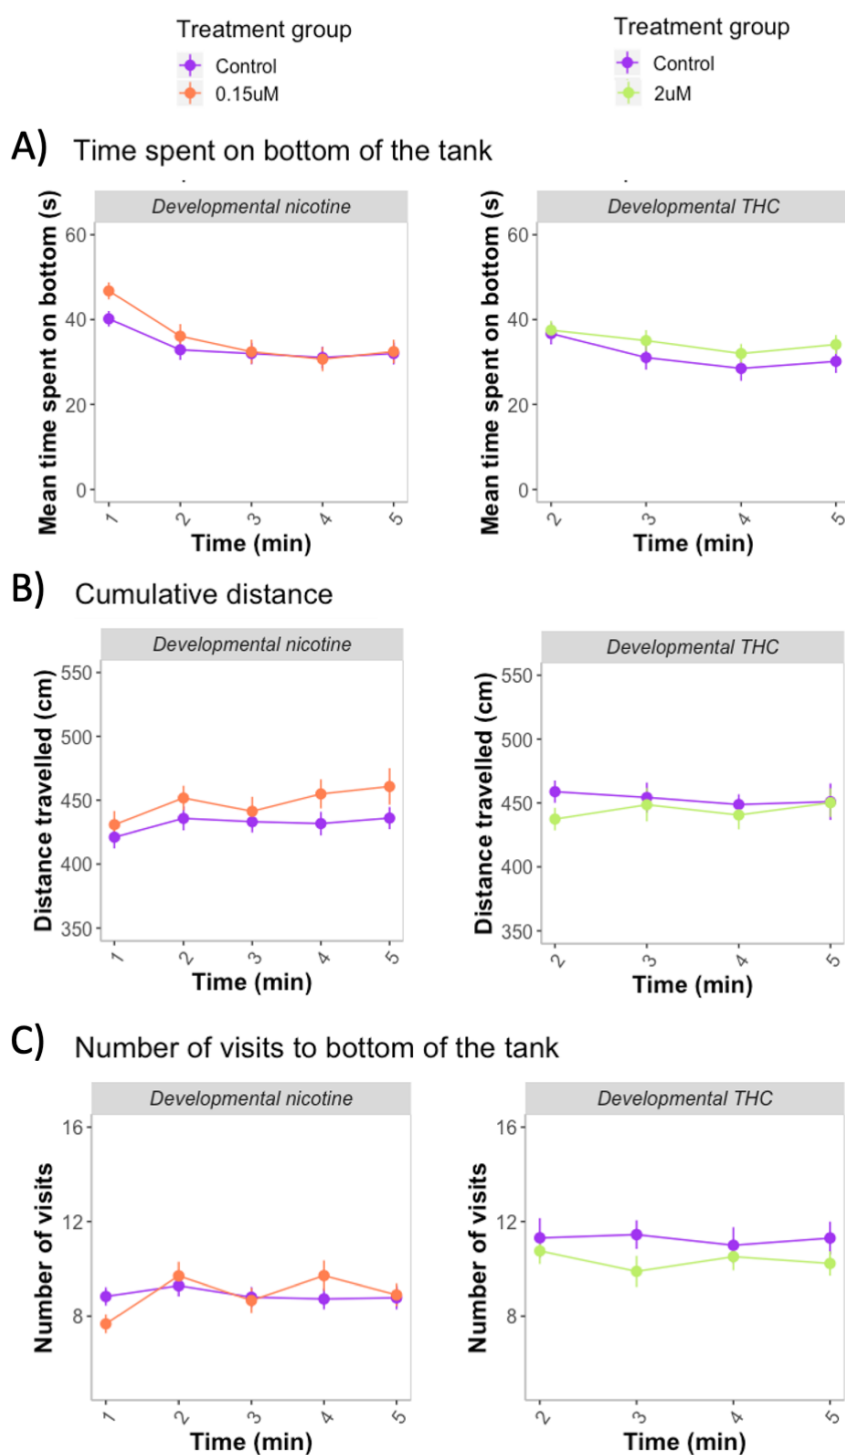 Treatment group
Control
0.15uM
Treatment group
Control
2uM
A) Time spent on bottom of the tank
Developmental nicotine
Mean time spent on bottom (s)
60
40
20
0
1 2 3 4 5
Time (min)
Developmental THC
Mean time spent on bottom (s)
60
40
20
0
2 3 4 5
Time (min)
B) Cumulative distance
Developmental nicotine
Distance travelled (cm)
550
500
450
400
350
1 2 3 4 5
Time (min)
Developmental THC
Distance travelled (cm)
550
500
450
400
350
2 3 4 5
Time (min)
C) Number of visits to bottom of the tank
Developmental nicotine
Number of visits
16
12
8
1 2 3 4 5
Time (min)
Developmental THC
Number of visits
16
12
8
2 3 4 5
Time (min)